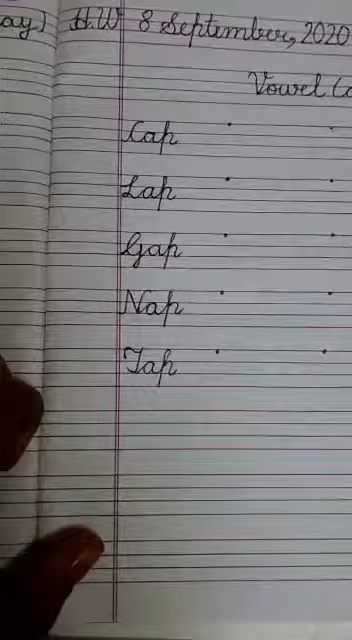 ay) H.W 8 September, 2020
Vowel (a
Cap
Lap
Gap
Nap
Tap